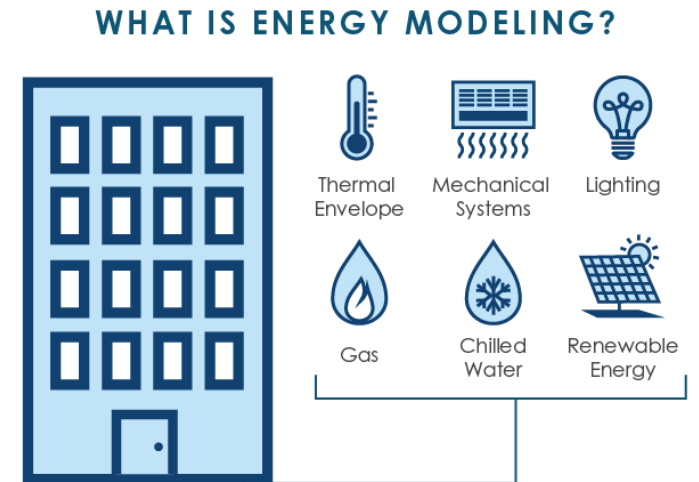 WHAT IS ENERGY MODELING?
Thermal
Envelope
Mechanical
Systems
Lighting
Gas
Chilled
Water
Renewable
Energy